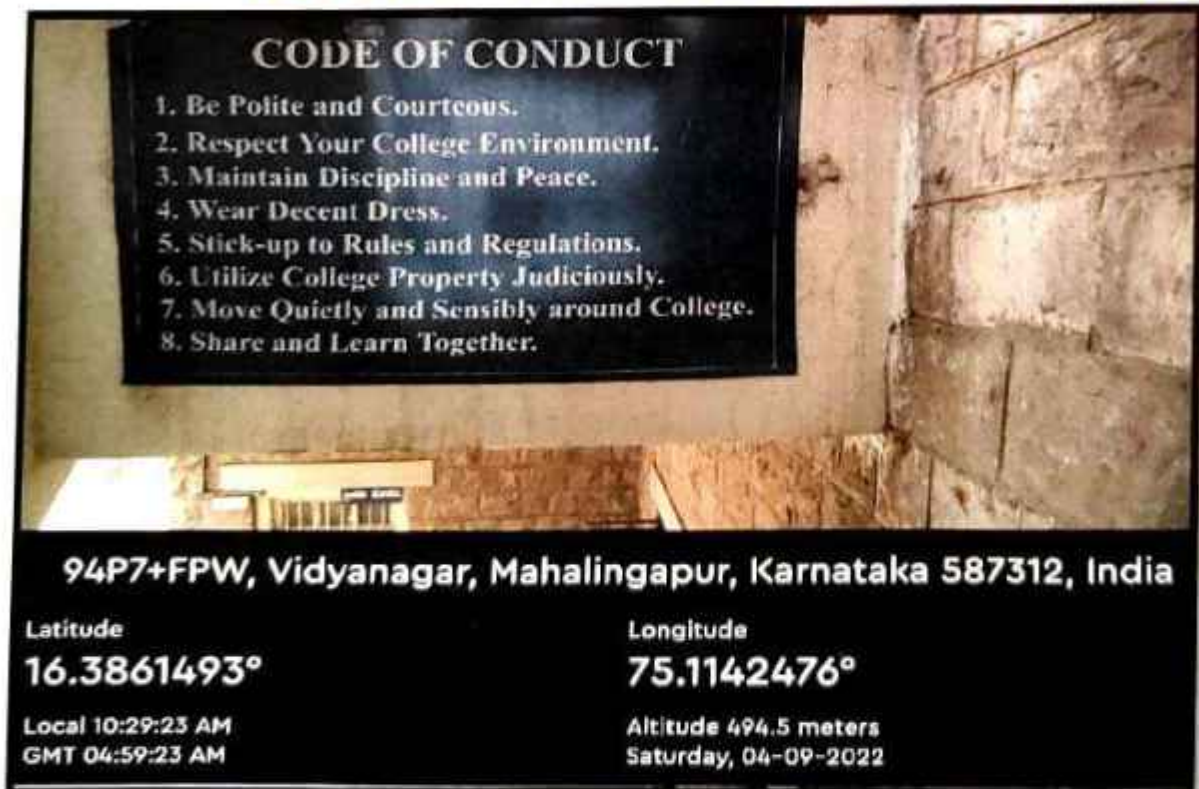 CODE OF CONDUCT
1. Be Polite and Courteous.
2. Respect Your College Environment.
3. Maintain Discipline and Peace.
4. Wear Decent Dress.
5. Stick-up to Rules and Regulations.
6. Utilize College Property Judiciously.
7. Move Quietly and Sensibly around College.
8. Share and Learn Together.
94P7+FPW, Vidyanagar, Mahalingapur, Karnataka 587312, India
Latitude
16.3861493°
Longitude
75.1142476°
Local 10:29:23 AM
GMT 04:59:23 AM
Altitude 494.5 meters
Saturday, 04-09-2022